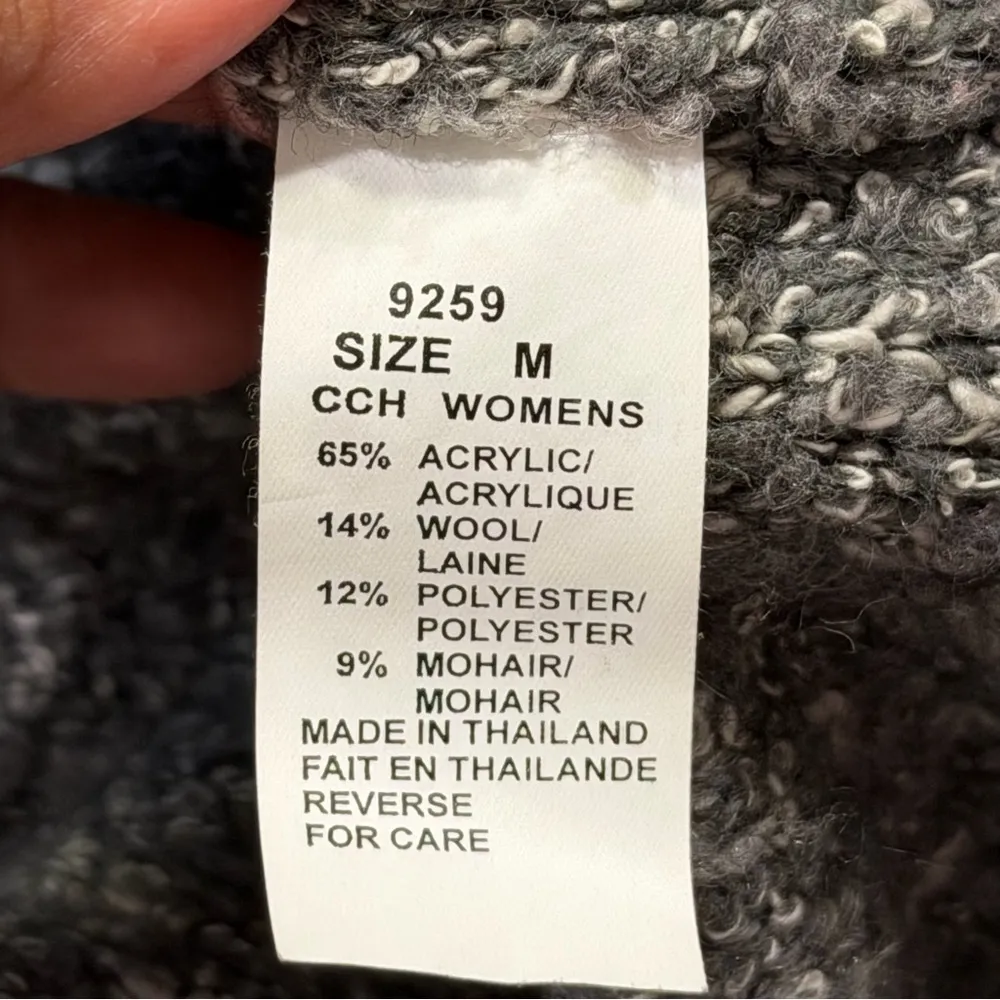 9259
SIZE M
CCH WOMENS
65% ACRYLIC/
ACRYLIQUE
14% WOOL/
LAINE
12% POLYESTER/
POLYESTER
9% MOHAIR/
MOHAIR
MADE IN THAILAND
FAIT EN THAILANDE
REVERSE
FOR CARE